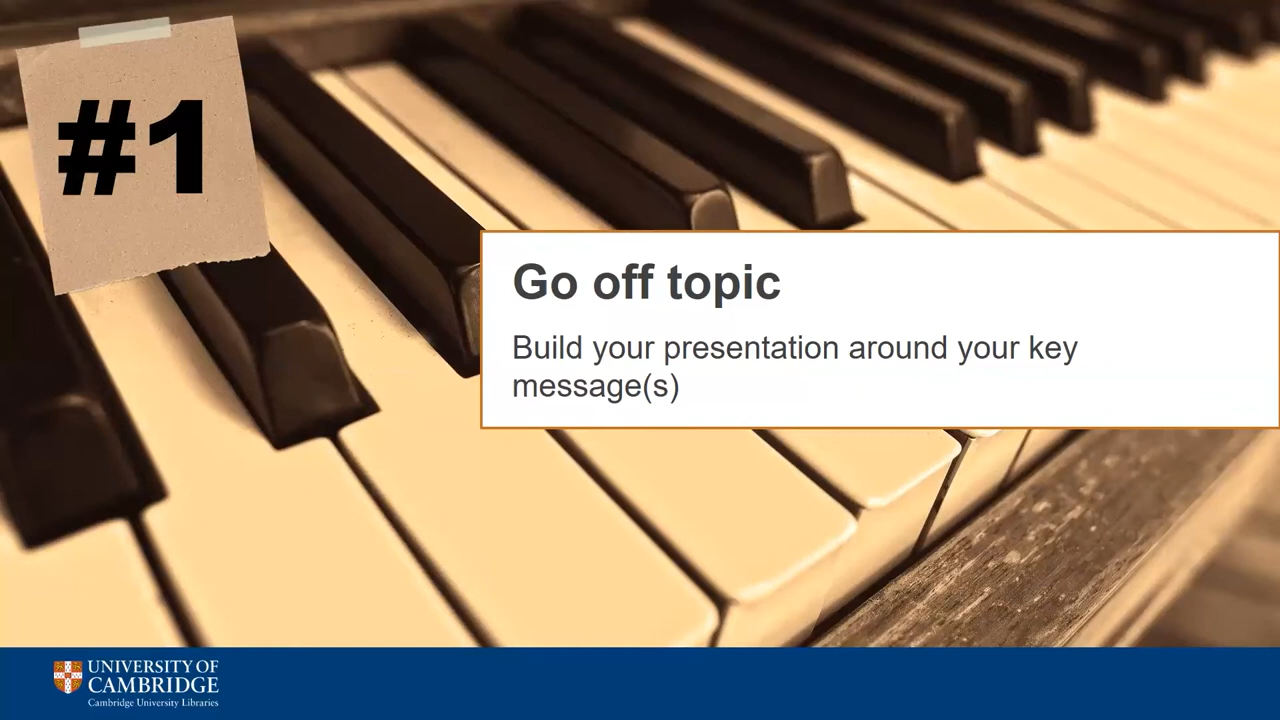 #1
Go off topic
Build your presentation around your key
message(s)
UNIVERSITY OF
CAMBRIDGE
Cambridge University Libraries